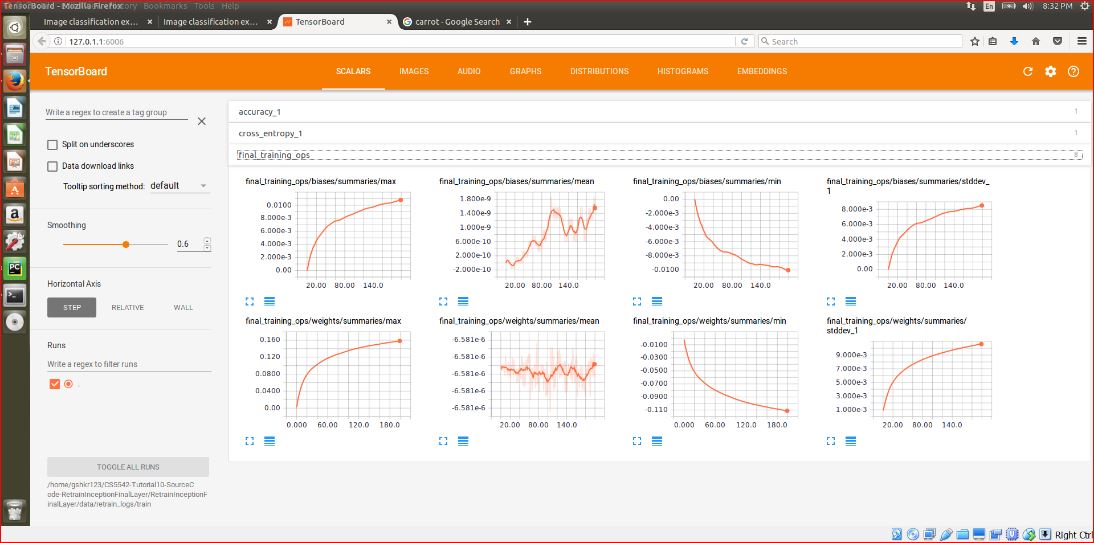 TensorBoard - Mozilla Firefox
Bookmarks Tools Help
En
8:32 PM
Image classification ex...
Image classification ex...
TensorBoard
carrot - Google Search
127.0.1.1:6006
Search
TensorBoard
SCALARS
IMAGES
AUDIO
GRAPHS
DISTRIBUTIONS
HISTOGRAMS
EMBEDDINGS
Write a regex to create a tag group
Split on underscores
Data download links
Tooltip sorting method: default
Smoothing
0.6
Horizontal Axis
STEP
RELATIVE
WALL
Runs
Write a regex to filter runs
.
TOGGLE ALL RUNS
/home/gshkr123/CS5542-Tutorial10-SourceC
ode-RetrainInceptionFinalLayer/RetrainInceptionF
inalLayer/data/retrain_logs/train
accuracy_1
1
cross_entropy_1
1
final_training_ops
8
final_training_ops/biases/summaries/max
0.0100
8.000e-3
6.000e-3
4.000e-3
2.000e-3
0.00
20.00 80.00 140.0
final_training_ops/biases/summaries/mean
1.800e-9
1.400e-9
1.000e-9
6.000e-10
2.000e-10
-2.000e-10
20.00 80.00 140.0
final_training_ops/biases/summaries/min
0.00
-2.000e-3
-4.000e-3
-6.000e-3
-8.000e-3
-0.0100
20.00 80.00 140.0
final_training_ops/biases/summaries/stddev_
1
8.000e-3
6.000e-3
4.000e-3
2.000e-3
0.00
20.00 80.00 140.0
final_training_ops/weights/summaries/max
0.160
0.120
0.0800
0.0400
0.00
0.000 60.00 120.0 180.0
final_training_ops/weights/summaries/mean
-6.581e-6
-6.581e-6
-6.581e-6
-6.581e-6
-6.581e-6
20.00 80.00 140.0
final_training_ops/weights/summaries/min
-0.0100
-0.0300
-0.0500
-0.0700
-0.0900
-0.110
0.000 60.00 120.0 180.0
final_training_ops/weights/summaries/
stddev_1
9.000e-3
7.000e-3
5.000e-3
3.000e-3
1.000e-3
20.00 80.00 140.0
PC
Right Ctrl